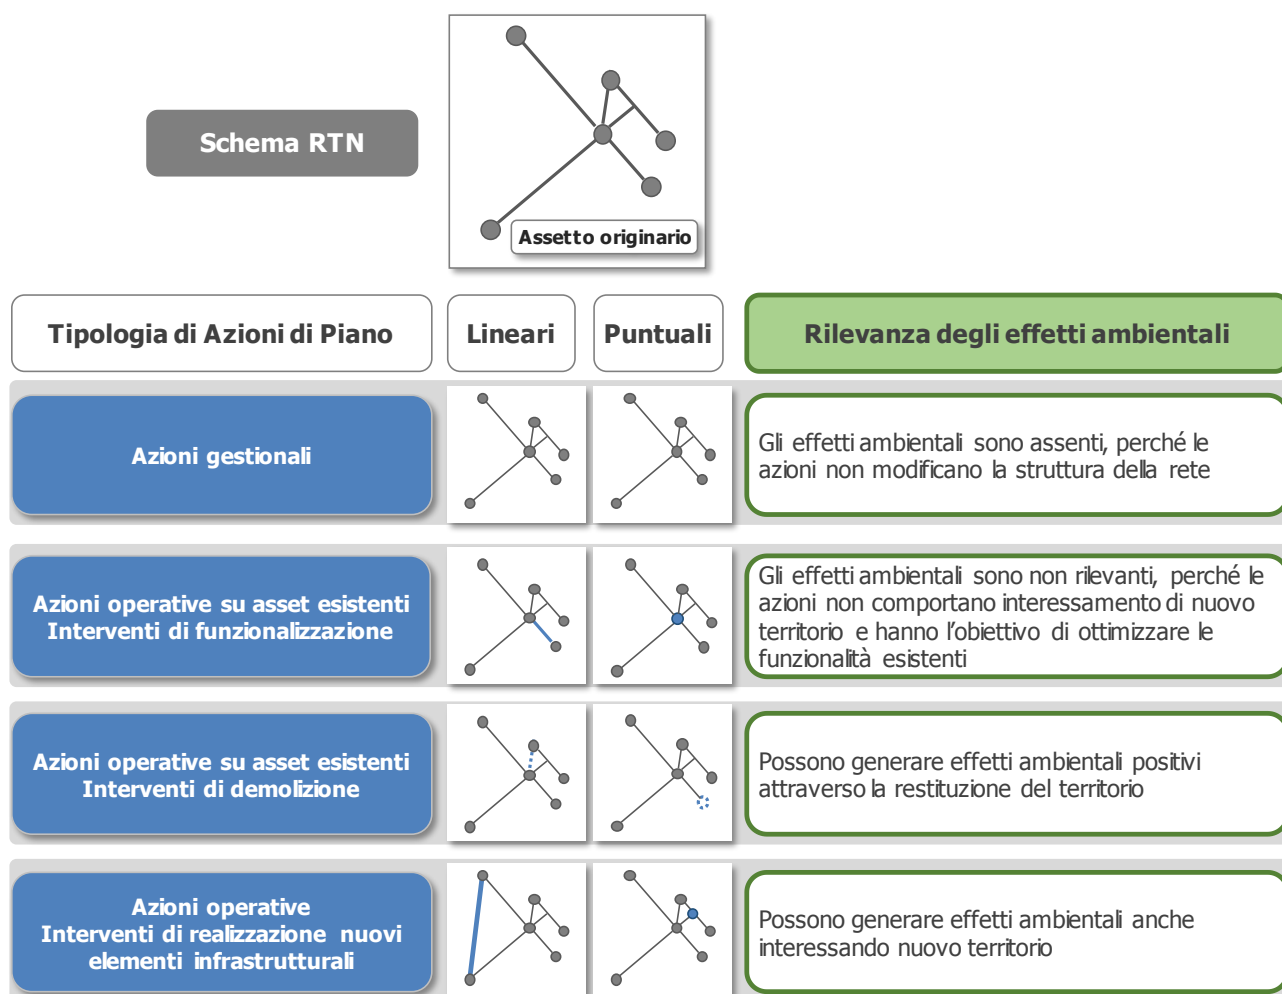 Schema RTN
Assetto originario
Tipologia di Azioni di Piano
Lineari
Puntuali
Rilevanza degli effetti ambientali
Azioni gestionali
Gli effetti ambientali sono assenti, perché le
azioni non modificano la struttura della rete
Azioni operative su asset esistenti
Interventi di funzionalizzazione
Gli effetti ambientali sono non rilevanti, perché le
azioni non comportano interessamento di nuovo
territorio e hanno l’obiettivo di ottimizzare le
funzionalità esistenti
Azioni operative su asset esistenti
Interventi di demolizione
Possono generare effetti ambientali positivi
attraverso la restituzione del territorio
Azioni operative
Interventi di realizzazione nuovi
elementi infrastrutturali
Possono generare effetti ambientali anche
interessando nuovo territorio